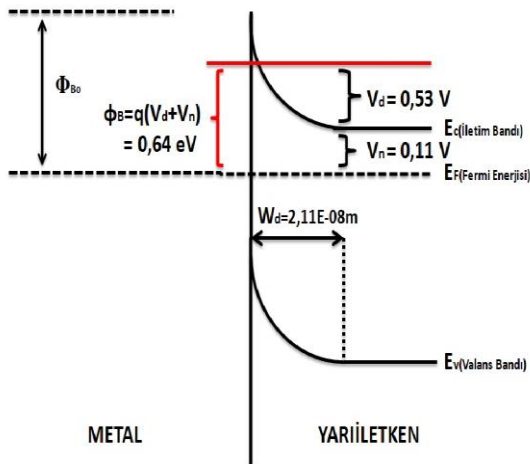 Φ_Bo
ϕ_B=q(V_d+V_n)
= 0,64 eV
V_d = 0,53 V
E_c(İletim Bandı)
V_n = 0,11 V
E_F(Fermi Enerjisi)
W_d=2,11E-08m
E_v(Valans Bandı)
METAL
YARIİLETKEN